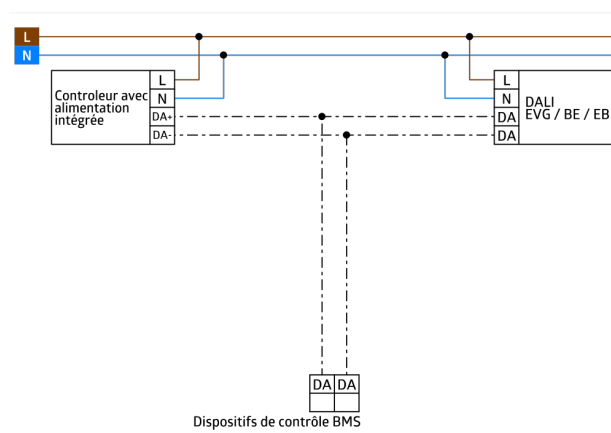 L
N
Controleur avec
alimentation
intégrée
L
N
DA+
DA-
L
N
DA
DA
DALI
EVG / BE / EB
DA DA
Dispositifs de contrôle BMS